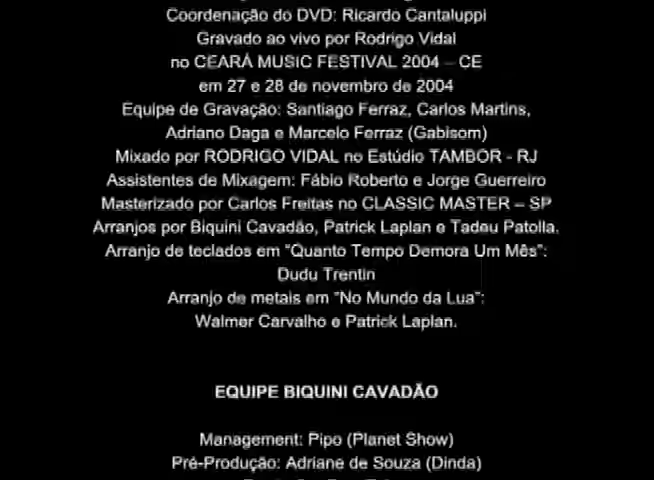 Coordenação do DVD: Ricardo Cantaluppi
Gravado ao vivo por Rodrigo Vidal
no CEARÁ MUSIC FESTIVAL 2004 – CE
em 27 e 28 de novembro de 2004
Equipe de Gravação: Santiago Ferraz, Carlos Martins,
Adriano Daga e Marcelo Ferraz (Gabisom)
Mixado por RODRIGO VIDAL no Estúdio TAMBOR - RJ
Assistentes de Mixagem: Fábio Roberto e Jorge Guerreiro
Masterizado por Carlos Freitas no CLASSIC MASTER – SP
Arranjos por Biquini Cavadão, Patrick Laplan e Tadeu Patolla.
Arranjo de teclados em "Quanto Tempo Demora Um Mês":
Dudu Trentin
Arranjo de metais em "No Mundo da Lua":
Walmer Carvalho e Patrick Laplan.
EQUIPE BIQUINI CAVADÃO
Management: Pipo (Planet Show)
Pré-Produção: Adriane de Souza (Dinda)